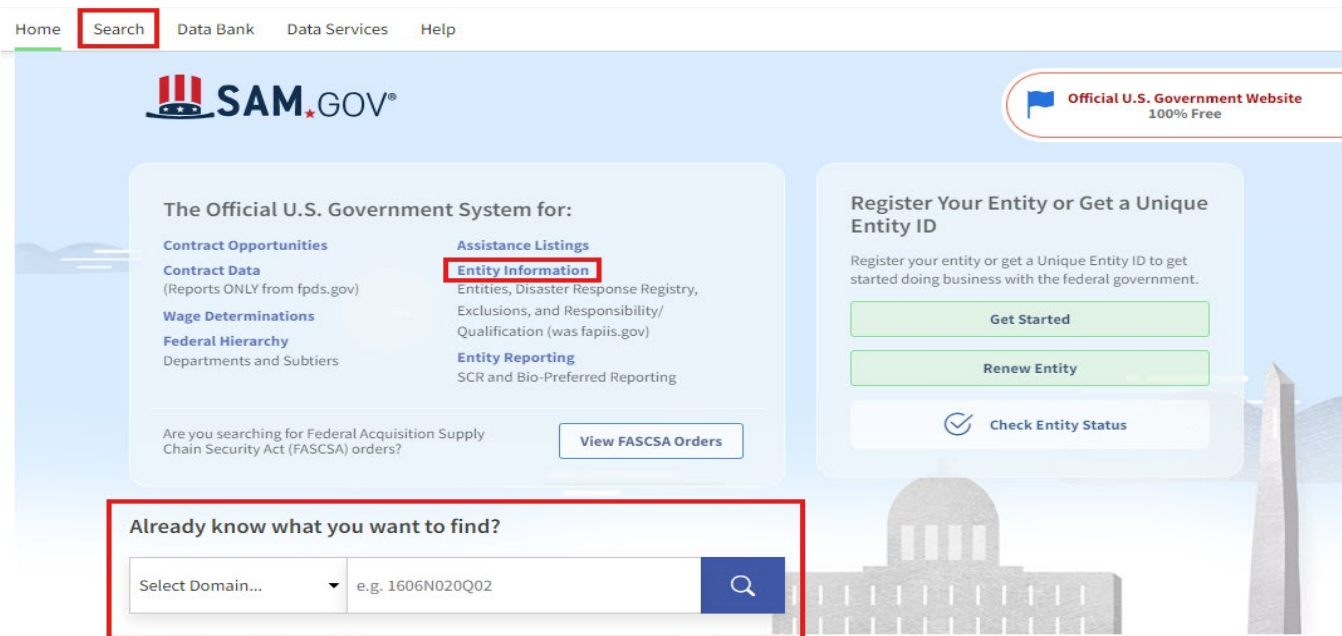 Home Search Data Bank Data Services Help
SAM.GOV®
Official U.S. Government Website
100% Free
The Official U.S. Government System for:
Contract Opportunities
Contract Data
(Reports ONLY from fpds.gov)
Wage Determinations
Federal Hierarchy
Departments and Subtiers
Assistance Listings
Entity Information
Entities, Disaster Response Registry,
Exclusions, and Responsibility/
Qualification (was fapiis.gov)
Entity Reporting
SCR and Bio-Preferred Reporting
Are you searching for Federal Acquisition Supply
Chain Security Act (FASCSA) orders?
View FASCSA Orders
Register Your Entity or Get a Unique
Entity ID
Register your entity or get a Unique Entity ID to get
started doing business with the federal government.
Get Started
Renew Entity
Check Entity Status
Already know what you want to find?
Select Domain... e.g. 1606N020Q02